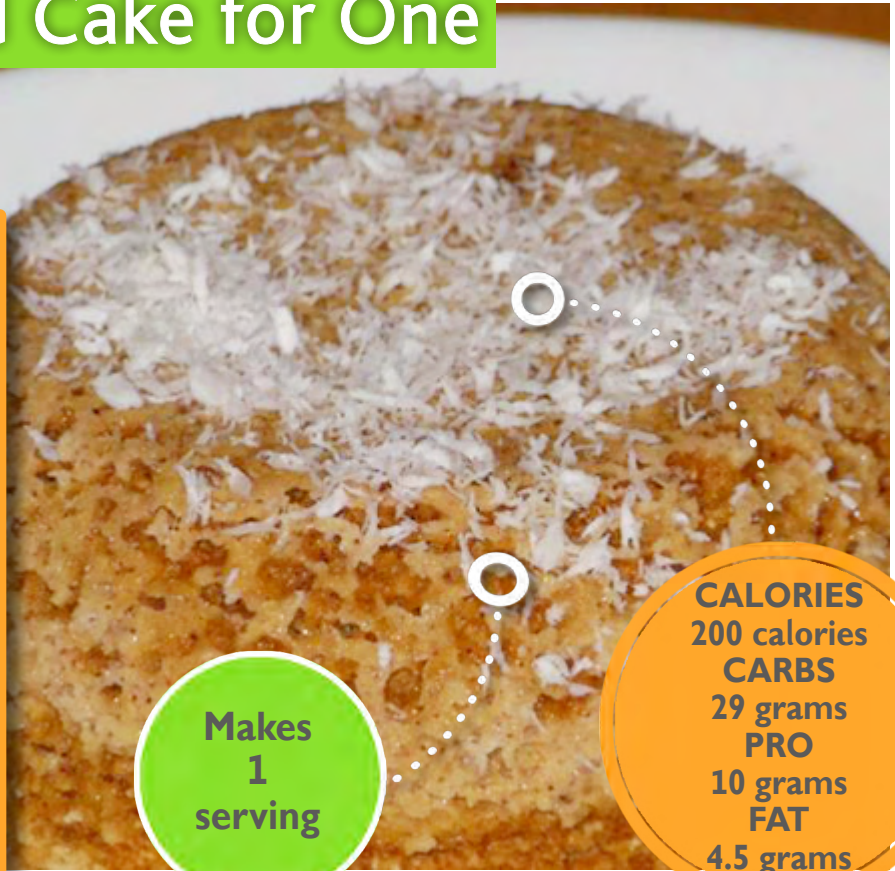 Cake for One
Makes
1
serving
CALORIES
200 calories
CARBS
29 grams
PRO
10 grams
FAT
4.5 grams